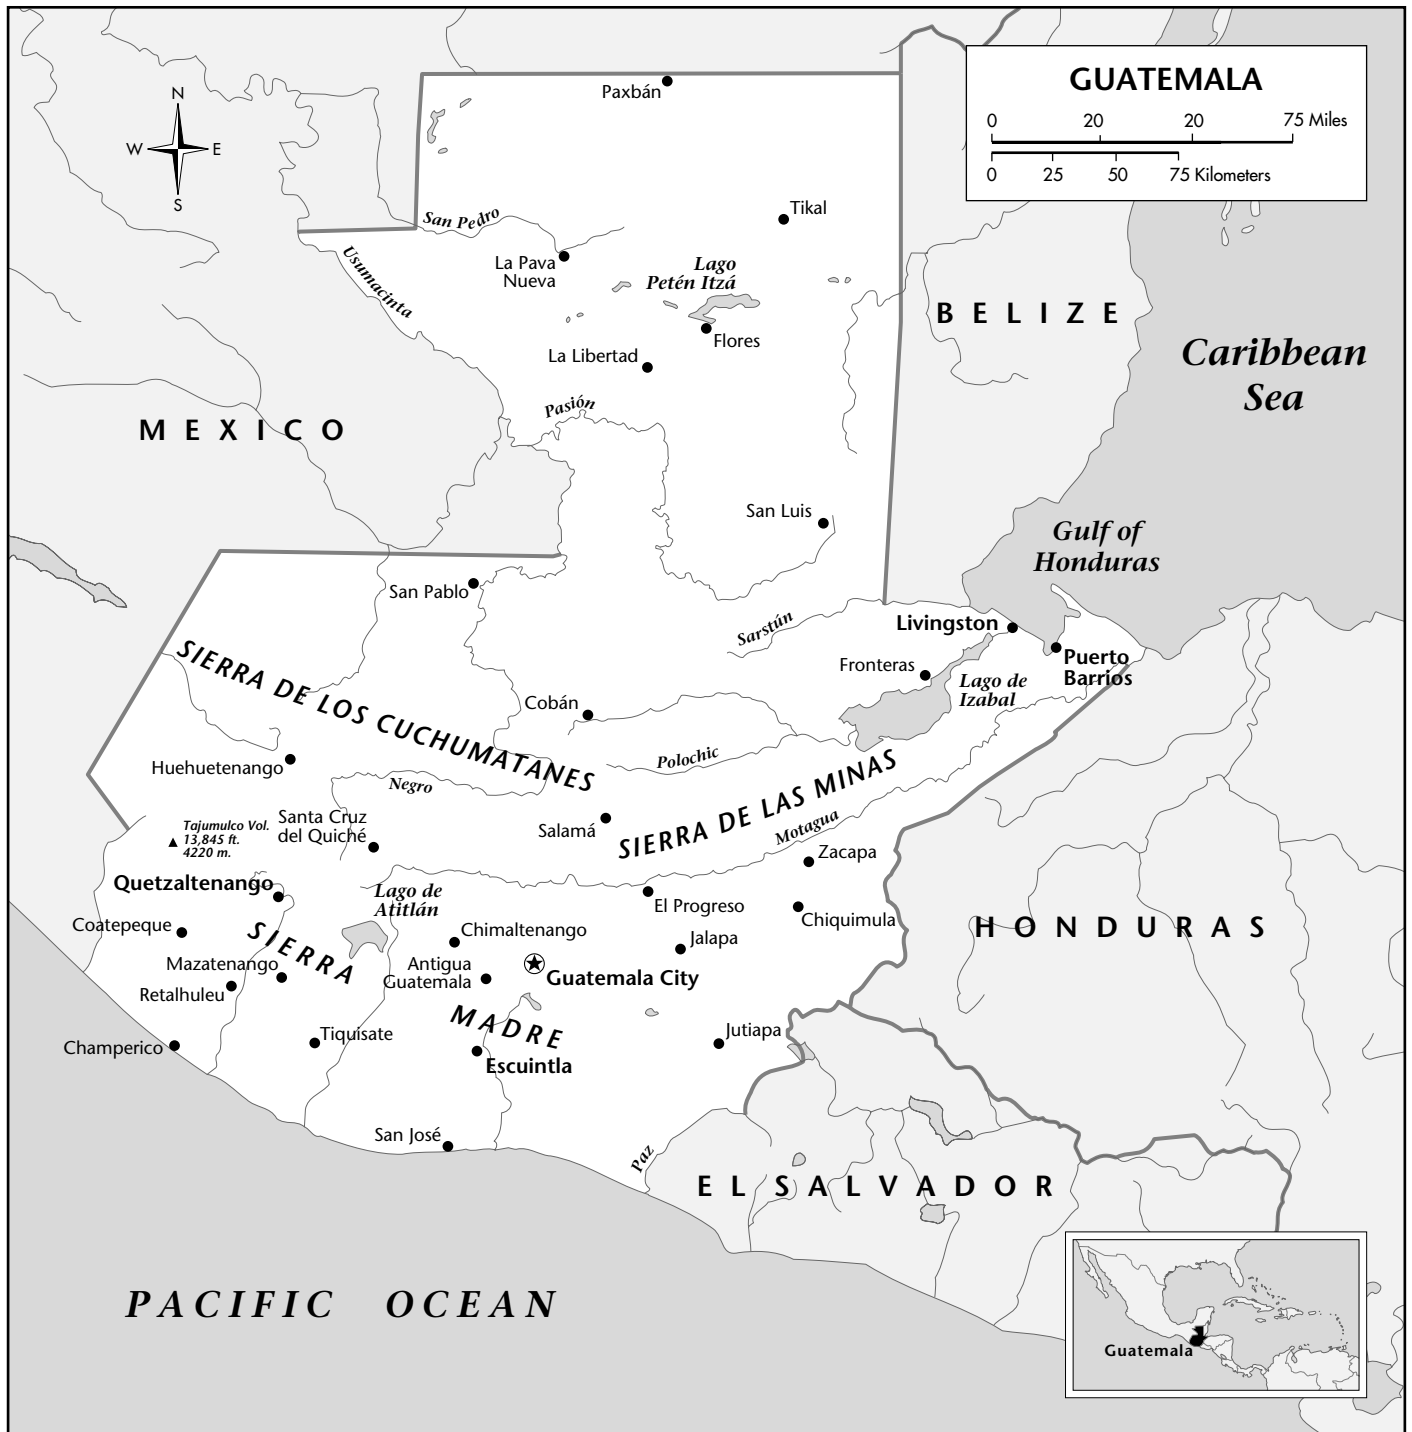 GUATEMALA
0 20 20 75 Miles
0 25 50 75 Kilometers
N
W E
S
Paxbán
Tikal
San Pedro
La Pava
Nueva
Lago
Petén Itzá
Usumacinta
Flores
La Libertad
BELIZE
Caribbean
Sea
Pasión
MEXICO
San Luis
Gulf of
Honduras
San Pablo
Sarstún
Livingston
Puerto
Barrios
Fronteras
Lago de
Izabal
SIERRA DE LOS CUCHUMATANES
Cobán
Polochic
Huehuetenango
Negro
SIERRA DE LAS MINAS
Santa Cruz
del Quiché
Tajumulco Vol.
13,845 ft.
4220 m.
Salamá
Motagua
Zacapa
Quetzaltenango
Lago de
Atitlán
El Progreso
Chiquimula
Coatepeque
SIERRA
MADRE
Chimaltenango
Jalapa
HONDURAS
Mazatenango
Antigua
Guatemala
Guatemala City
Retalhuleu
Champerico
Tiquisate
Escuintla
Jutiapa
San José
Paz
EL SALVADOR
PACIFIC OCEAN
Guatemala